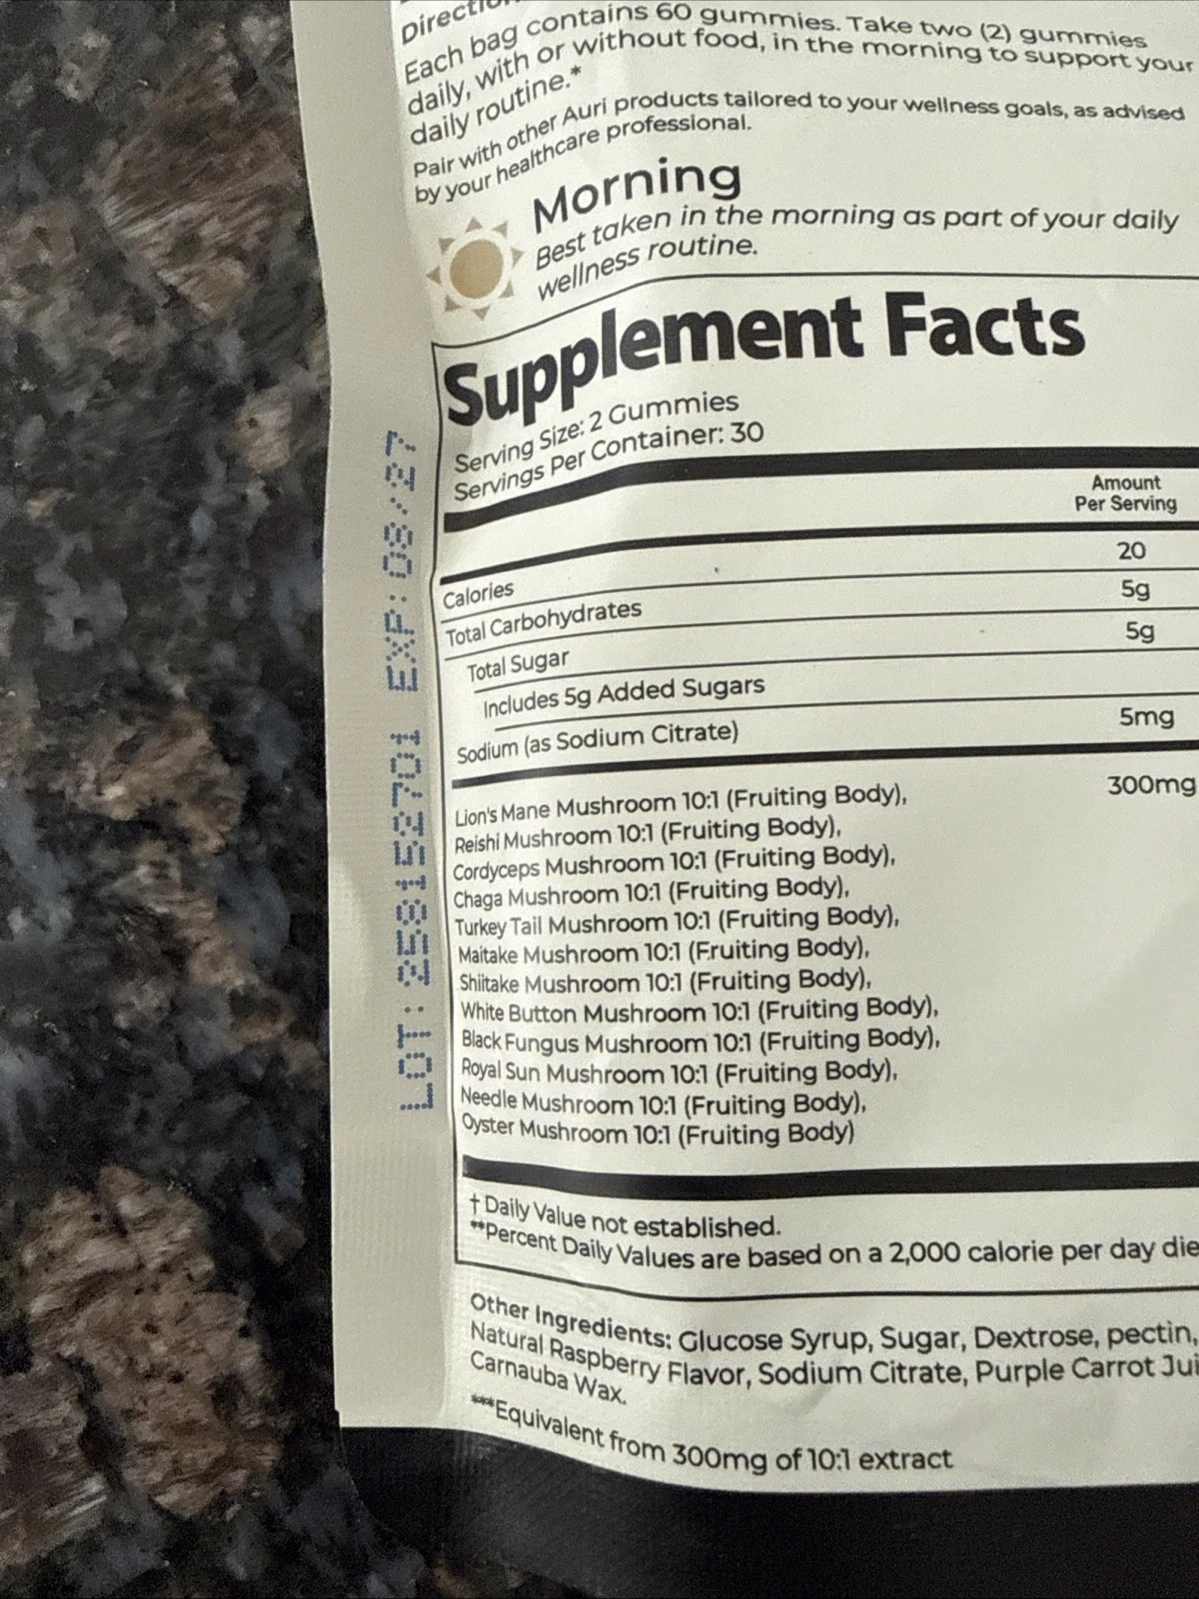 Each bag contains 60 gummies. Take two (2) gummies
daily, with or without food, in the morning to support your
daily routine.*
Pair with other Auri products tailored to your wellness goals, as advised
by your healthcare professional.
Morning
Best taken in the morning as part of your daily
wellness routine.
Supplement Facts
Serving Size: 2 Gummies
Servings Per Container: 30
Amount
Per Serving
Calories 20
Total Carbohydrates 5g
Total Sugar 5g
Includes 5g Added Sugars
Sodium (as Sodium Citrate) 5mg
Lion's Mane Mushroom 10:1 (Fruiting Body), 300mg
Reishi Mushroom 10:1 (Fruiting Body),
Cordyceps Mushroom 10:1 (Fruiting Body),
Chaga Mushroom 10:1 (Fruiting Body),
Turkey Tail Mushroom 10:1 (Fruiting Body),
Maitake Mushroom 10:1 (Fruiting Body),
Shiitake Mushroom 10:1 (Fruiting Body),
White Button Mushroom 10:1 (Fruiting Body),
Black Fungus Mushroom 10:1 (Fruiting Body),
Royal Sun Mushroom 10:1 (Fruiting Body),
Needle Mushroom 10:1 (Fruiting Body),
Oyster Mushroom 10:1 (Fruiting Body)
† Daily Value not established.
**Percent Daily Values are based on a 2,000 calorie per day
Other Ingredients: Glucose Syrup, Sugar, Dextrose, pectin,
Natural Raspberry Flavor, Sodium Citrate, Purple Carrot
Carnauba Wax.
***Equivalent from 300mg of 10:1 extract
LOT: 258152701 EXP: 08/27